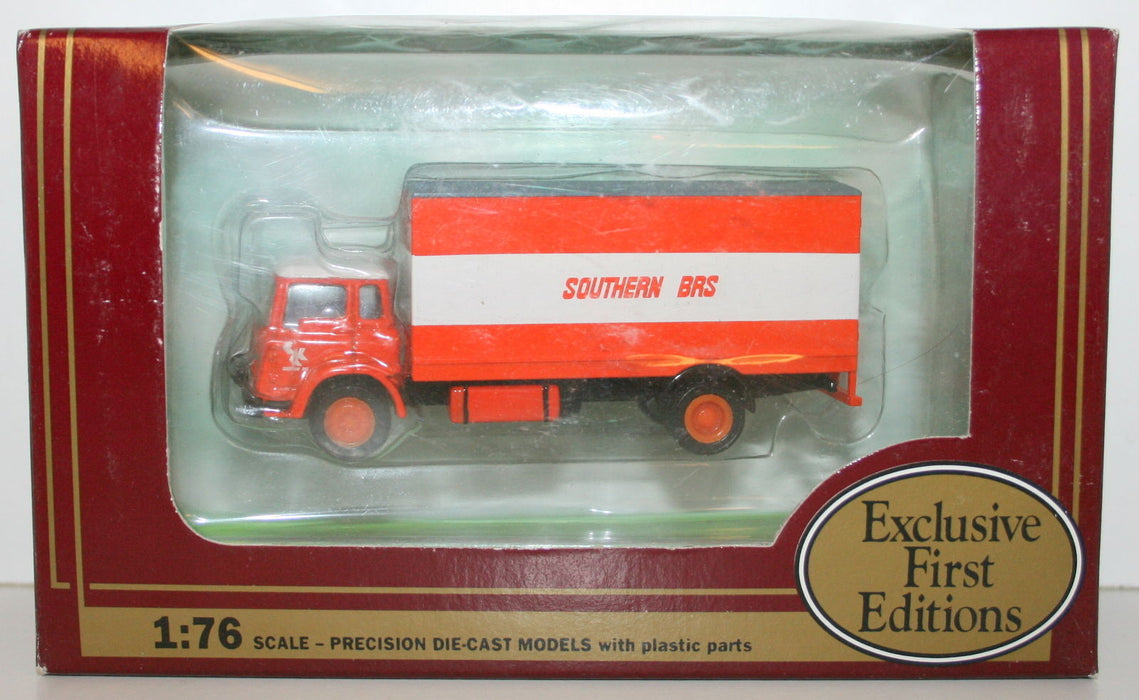 SOUTHERN BRS
Exclusive
First
Editions
1:76 SCALE – PRECISION DIE-CAST MODELS with plastic parts